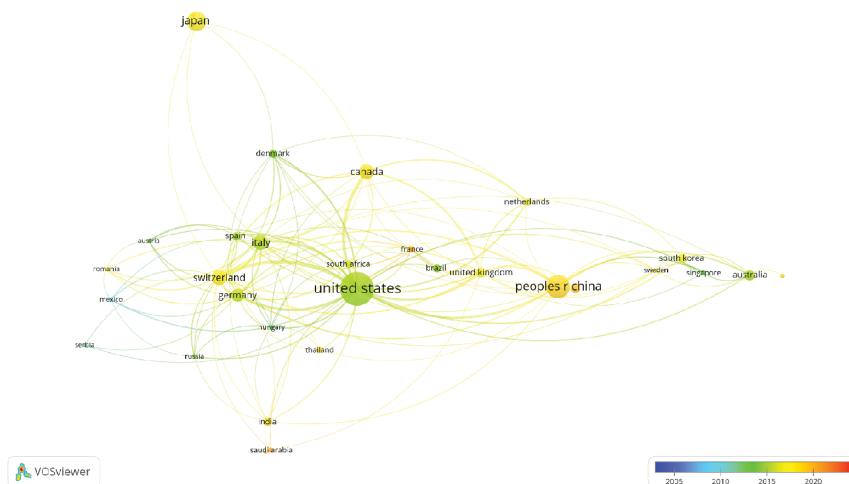 japan
denmark
canada
netherlands
austria
spain
italy
france
south africa
brazil
united kingdom
south korea
romania
switzerland
sweden
singapore
australia
mexico
germany
united states
peoples r china
hungary
serbia
russia
thailand
india
saudi arabia
VOSviewer
2005 2010 2015 2020